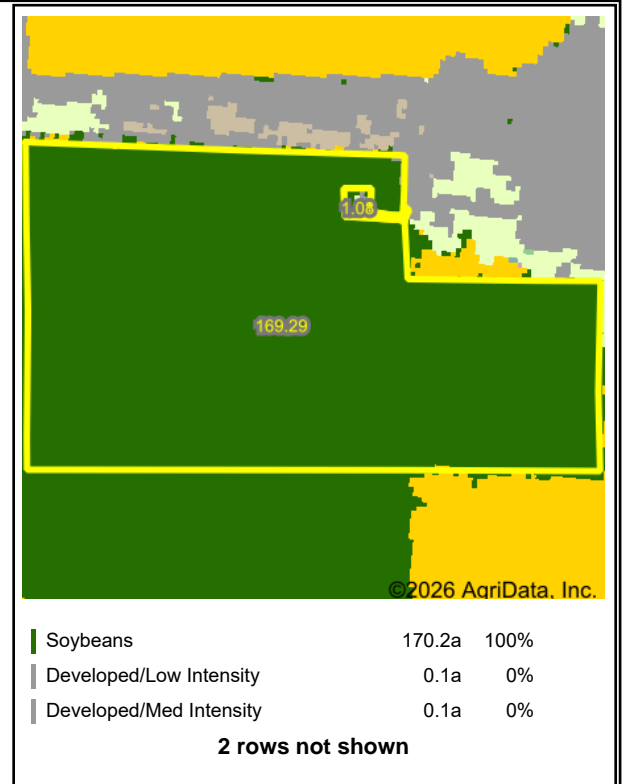 1.08
169.29
©2026 AgriData, Inc.
Soybeans 170.2a 100%
Developed/Low Intensity 0.1a 0%
Developed/Med Intensity 0.1a 0%
2 rows not shown